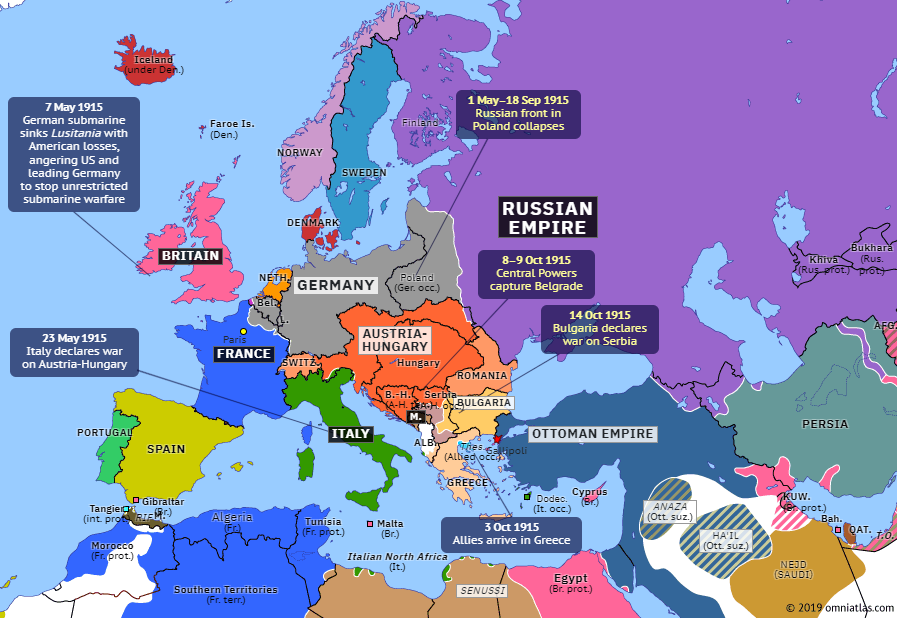 Iceland
(under Den.)
7 May 1915
German submarine
sinks Lusitania with
American losses,
angering US and
leading Germany
to stop unrestricted
submarine warfare
Faroe Is.
(Den.)
1 May–18 Sep 1915
Russian front in
Poland collapses
Finland
NORWAY
SWEDEN
DENMARK
RUSSIAN
EMPIRE
BRITAIN
Khiva
(Rus. prot.)
Bukhara
(Rus.
prot.)
8–9 Oct 1915
Central Powers
capture Belgrade
NETH.
GERMANY
Poland
(Ger. occ.)
Bel.
L.
14 Oct 1915
Bulgaria declares
war on Serbia
23 May 1915
Italy declares war
on Austria-Hungary
Paris
FRANCE
AUSTRIA-
HUNGARY
Hungary
SWITZ.
ROMANIA
AFG
B.-H.
(A-H.
Serbia
(A.-H. occ.)
BULGARIA
M.
PORTUGAL
SPAIN
ITALY
ALB.
Thes.
(Allied occ.)
Gallipoli
OTTOMAN EMPIRE
PERSIA
GREECE
Gibraltar
(Br.)
Tangier
(int. prot.)
M.
Algeria
(Fr.)
Tunisia
(Fr. prot.)
Malta
(Br.)
Dodec.
(It. occ.)
Cyprus
(Br.)
KUW.
(Br. prot.)
ANAZA
(Ott. suz.)
Bah.
QAT.
T.O.
HA'IL
(Ott. suz.)
3 Oct 1915
Allies arrive in Greece
Morocco
(Fr. prot.)
Italian North Africa
(It.)
NEJD
(SAUDI)
Southern Territories
(Fr. terr.)
SENUSSI
Egypt
(Br. prot.)
© 2019 omniatlas.com